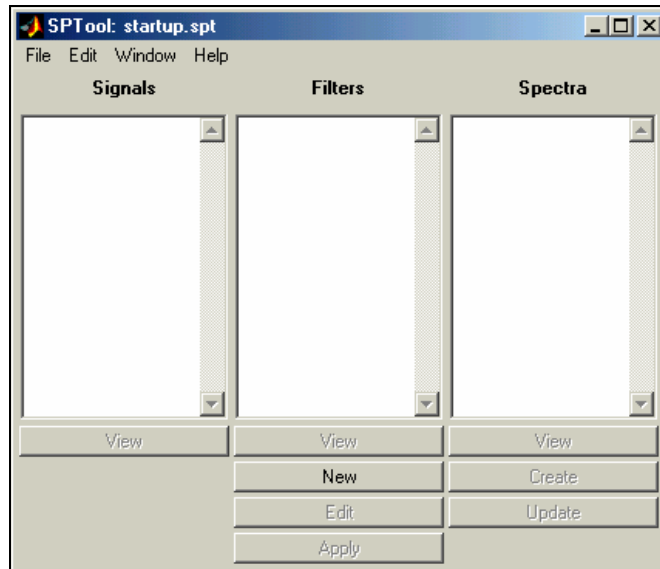 SPTool: startup.spt
File Edit Window Help
Signals Filters Spectra
View View View
New Create
Edit Update
Apply